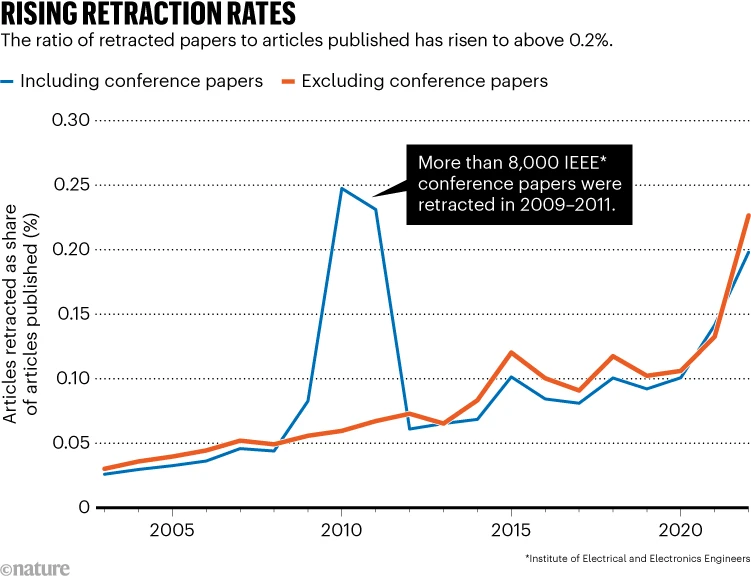 RISING RETRACTION RATES
The ratio of retracted papers to articles published has risen to above 0.2%.
Including conference papers
Excluding conference papers
0.30
0.25
0.20
0.15
0.10
0.05
0
Articles retracted as share
of articles published (%)
More than 8,000 IEEE*
conference papers were
retracted in 2009–2011.
2005
2010
2015
2020
*Institute of Electrical and Electronics Engineers
©nature